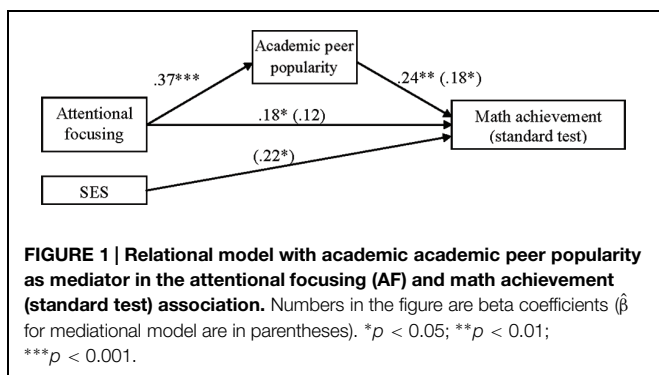 Academic peer
popularity
.37***
.24** (.18*)
Attentional
focusing
.18* (.12)
Math achievement
(standard test)
(.22*)
SES
FIGURE 1 | Relational model with academic academic peer popularity
as mediator in the attentional focusing (AF) and math achievement
(standard test) association. Numbers in the figure are beta coefficients (β̂
for mediational model are in parentheses). *p < 0.05; **p < 0.01;
***p < 0.001.